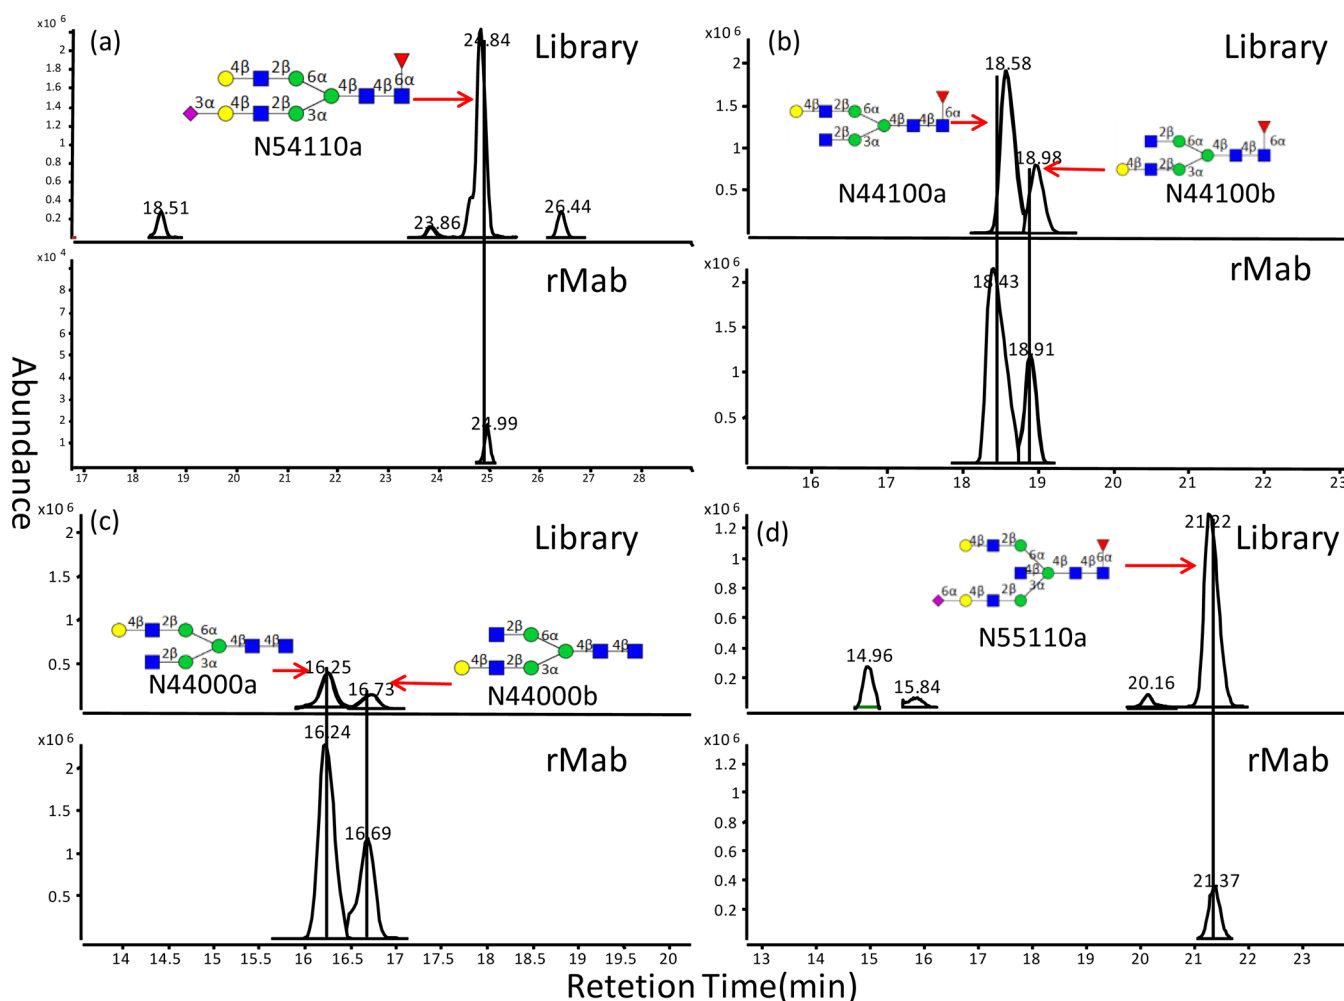 (a)
x10 6
2
1.8
1.6
1.4
1.2
1
0.8
0.6
0.4
0.2
24.84
Library
4β 2β 6α 4β 4β 6α
3α 4β 2β 3α
N54110a
18.51
23.86
26.44
x10 4
rMab
8
7
6
5
4
3
2
1
24.99
17 18 19 20 21 22 23 24 25 26 27 28
(b)
x10 6
2
1.5
1
0.5
18.58
Library
4β 2β 6α 4β 4β 6α
2β 3α
N44100a
18.98
2β 6α 4β 4β 6α
4β 2β 3α
N44100b
x10 6
rMab
2
1.5
1
0.5
18.43
18.91
16 17 18 19 20 21 22 23
Abundance
(c)
x10 6
2
1.5
1
0.5
Library
4β 2β 6α 4β 4β
2β 3α
N44000a
16.25
16.73
2β 6α 4β 4β
4β 2β 3α
N44000b
x10 6
rMab
2
1.5
1
0.5
16.24
16.69
14 14.5 15 15.5 16 16.5 17 17.5 18 18.5 19 19.5 20
(d)
x10 6
1.2
1
0.8
0.6
0.4
0.2
21.22
Library
4β 2β 6α 4β 4β 6α
4β
6α 4β 2β 3α
N55110a
14.96
15.84
20.16
x10 6
rMab
1.2
1
0.8
0.6
0.4
0.2
21.37
13 14 15 16 17 18 19 20 21 22 23
Retetion Time(min)